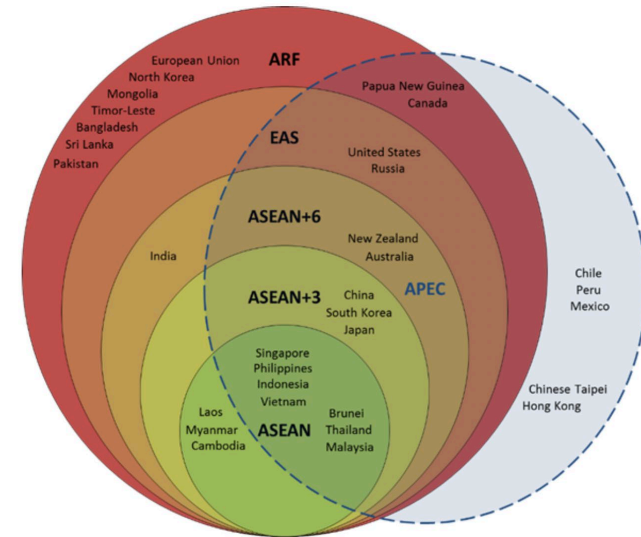 European Union
ARF
North Korea
Mongolia
Timor-Leste
Bangladesh
Sri Lanka
Pakistan
Papua New Guinea
Canada
EAS
United States
Russia
ASEAN+6
New Zealand
Australia
India
APEC
ASEAN+3
China
South Korea
Japan
Chile
Peru
Mexico
Singapore
Philippines
Indonesia
Vietnam
Chinese Taipei
Hong Kong
Laos
Myanmar
Cambodia
ASEAN
Brunei
Thailand
Malaysia